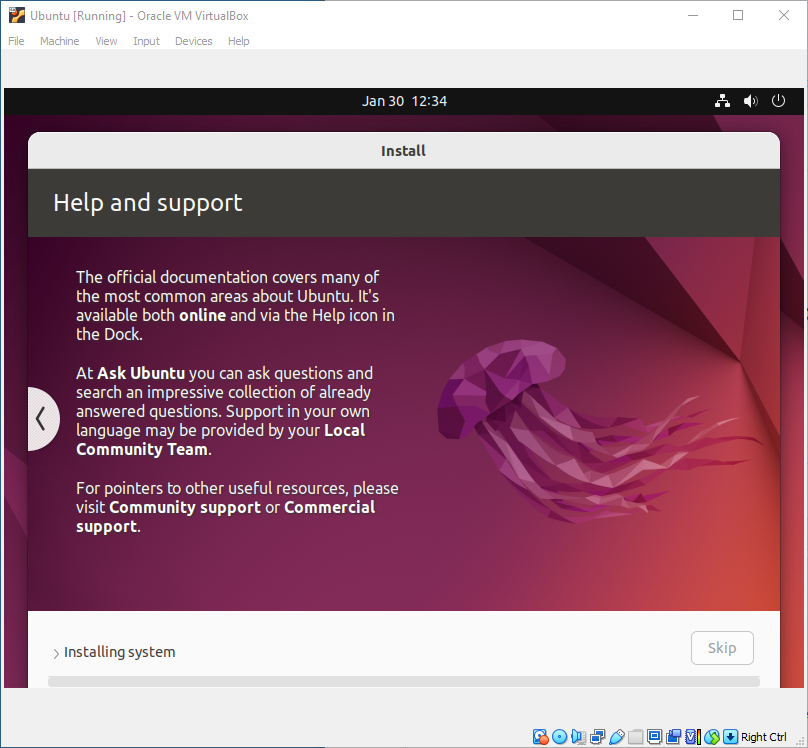 Ubuntu [Running] - Oracle VM VirtualBox
File Machine View Input Devices Help
Jan 30 12:34
Install
Help and support
The official documentation covers many of
the most common areas about Ubuntu. It's
available both online and via the Help icon in
the Dock.
At Ask Ubuntu you can ask questions and
search an impressive collection of already
answered questions. Support in your own
language may be provided by your Local
Community Team.
For pointers to other useful resources, please
visit Community support or Commercial
support.
Installing system
Skip
Right Ctrl